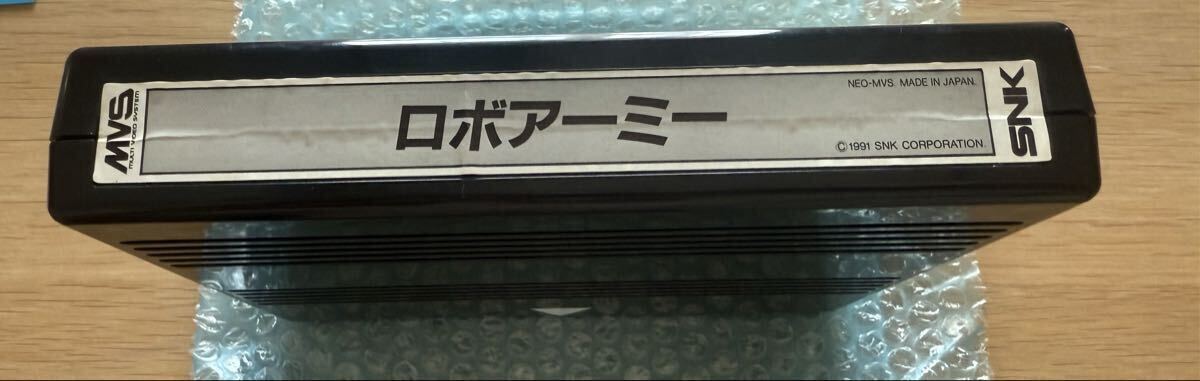 MVS
MULTI VIDEO SYSTEM
ロボアーミー
NEO-MVS. MADE IN JAPAN.
© 1991 SNK CORPORATION.
SNK